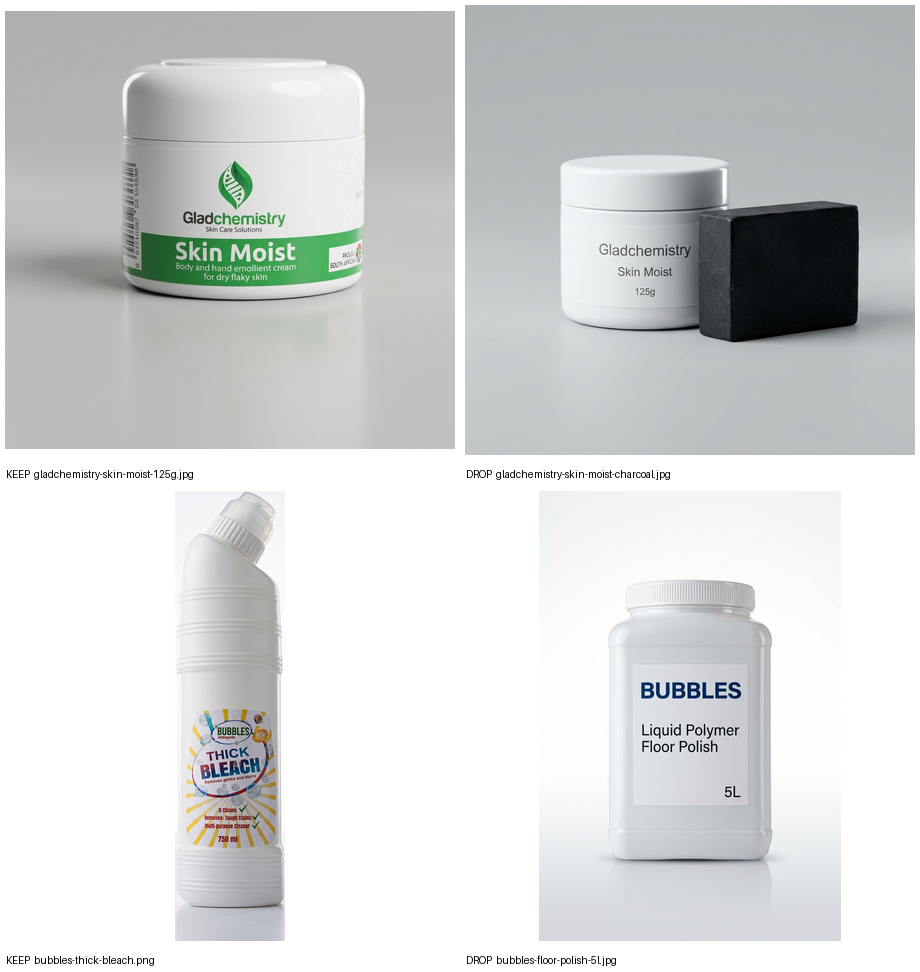 Gladchemistry
Skin Care Solutions
Skin Moist
Body and hand emollient cream
for dry flaky skin
PROUDLY
SOUTH AFRICAN
Gladchemistry
Skin Moist
125g
KEEP gladchemistry-skin-moist-125g.jpg
DROP gladchemistry-skin-moist-charcoal.jpg
BUBBLES
THICK
BLEACH
Removes germs and stains
It Cleans
Removes Tough Stains
Multi-purpose Cleaner
750 ml
BUBBLES
Liquid Polymer
Floor Polish
5L
KEEP bubbles-thick-bleach.png
DROP bubbles-floor-polish-5l.jpg